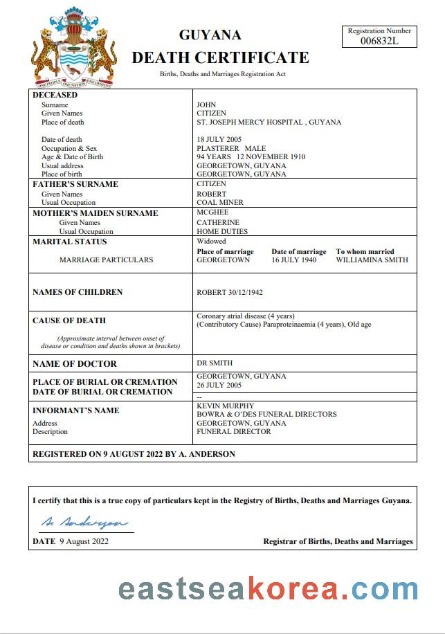 GUYANA
DEATH CERTIFICATE
Births, Deaths and Marriages Registration Act
Registration Number
006832L
DECEASED
Surname JOHN
Given Names CITIZEN
Place of death ST. JOSEPH MERCY HOSPITAL , GUYANA
Date of death 18 JULY 2005
Occupation & Sex PLASTERER MALE
Age & Date of Birth 94 YEARS 12 NOVEMBER 1910
Usual address GEORGETOWN, GUYANA
Place of birth GEORGETOWN, GUYANA
FATHER'S SURNAME CITIZEN
Given Names ROBERT
Usual Occupation COAL MINER
MOTHER'S MAIDEN SURNAME MCGHEE
Given Names CATHERINE
Usual Occupation HOME DUTIES
MARITAL STATUS Widowed
Place of marriage Date of marriage To whom married
MARRIAGE PARTICULARS GEORGETOWN 16 JULY 1940 WILLIAMINA SMITH
NAMES OF CHILDREN ROBERT 30/12/1942
CAUSE OF DEATH Coronary atrial disease (4 years)
(Contributory Cause) Paraproteinaemia (4 years), Old age
(Approximate interval between onset of
disease or condition and deaths shown in brackets)
NAME OF DOCTOR DR SMITH
PLACE OF BURIAL OR CREMATION GEORGETOWN, GUYANA
DATE OF BURIAL OR CREMATION 26 JULY 2005
--
INFORMANT'S NAME KEVIN MURPHY
BOWRA & O'DES FUNERAL DIRECTORS
Address GEORGETOWN, GUYANA
Description FUNERAL DIRECTOR
REGISTERED ON 9 AUGUST 2022 BY A. ANDERSON
I certify that this is a true copy of particulars kept in the Registry of Births, Deaths and Marriages Guyana.
A Anderson
DATE 9 August 2022 Registrar of Births, Deaths and Marriages
eastseakorea.com